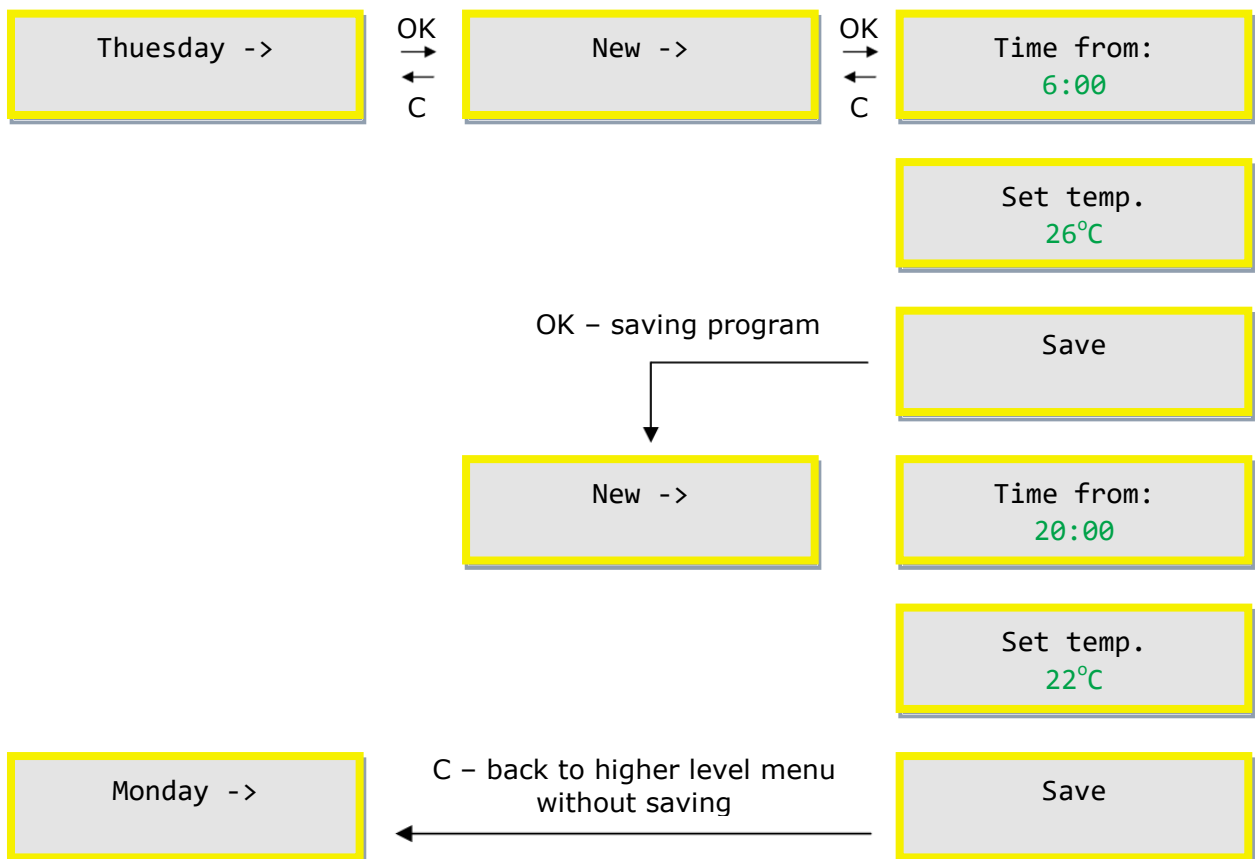 Thuesday ->
OK
C
New ->
OK
C
Time from:
6:00
Set temp.
26°C
OK – saving program
Save
New ->
Time from:
20:00
Set temp.
22°C
Monday ->
C – back to higher level menu
without saving
Save